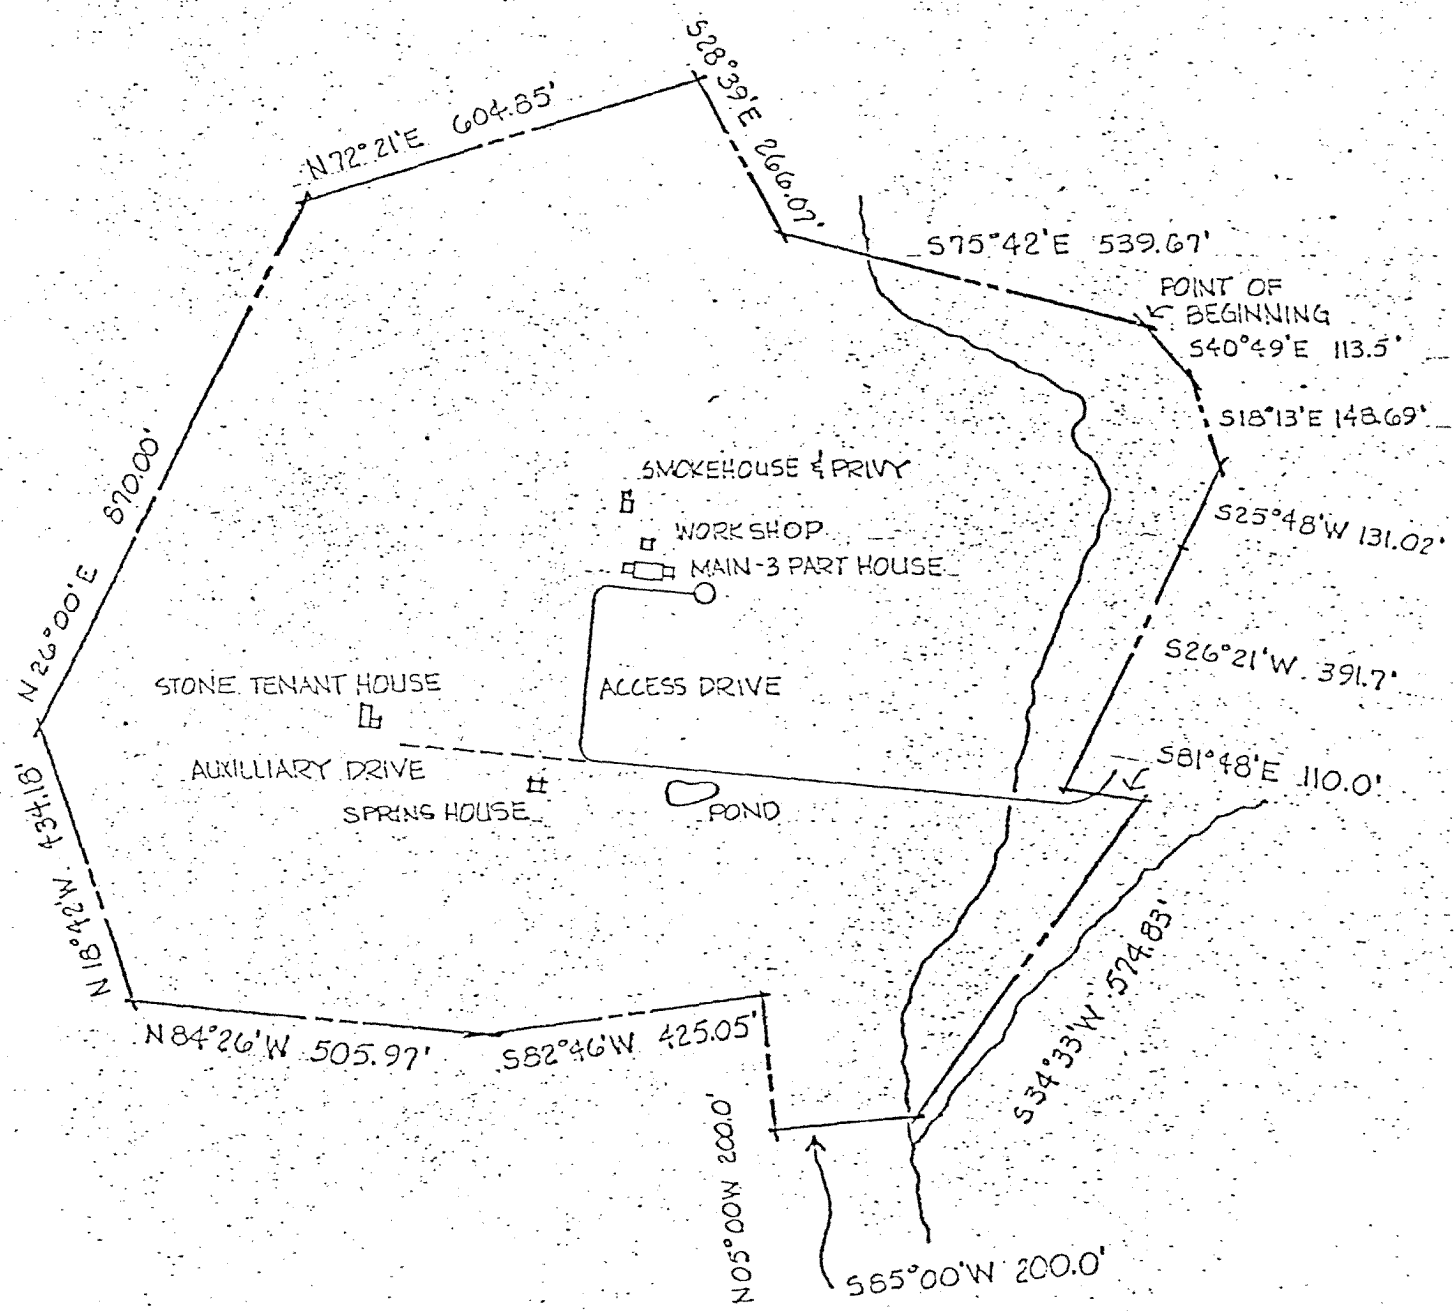 S28°39'E 266.07'
N72°21'E 604.85'
S75°42'E 539.67'
POINT OF
BEGINNING
S40°49'E 113.5'
S18°13'E 148.69'
SMOKEHOUSE & PRIVY
S25°48'W 131.02'
WORKSHOP
MAIN-3 PART HOUSE
N26°00'E 870.00'
S26°21'W 391.7'
STONE TENANT HOUSE
ACCESS DRIVE
S81°48'E 110.0'
AUXILLIARY DRIVE
SPRING HOUSE
POND
N18°42'W 434.18'
S34°33'W 574.83'
N84°26'W 505.97'
S82°46'W 425.05'
N05°00W 200.0'
S85°00'W 200.0'